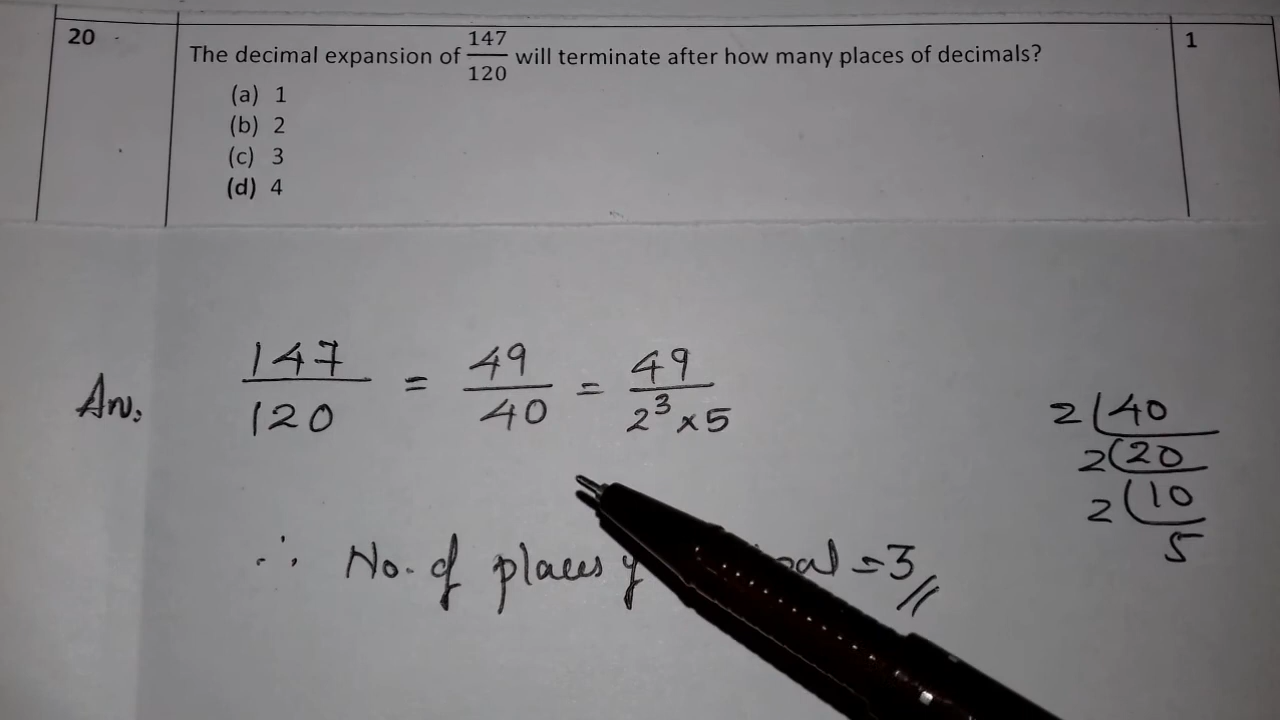 20 The decimal expansion of 147/120 will terminate after how many places of decimals? 1
(a) 1
(b) 2
(c) 3
(d) 4
An. 147/120 = 49/40 = 49/2³×5
2 40
2 20
2 10
5
∴ No. of places = 3 //